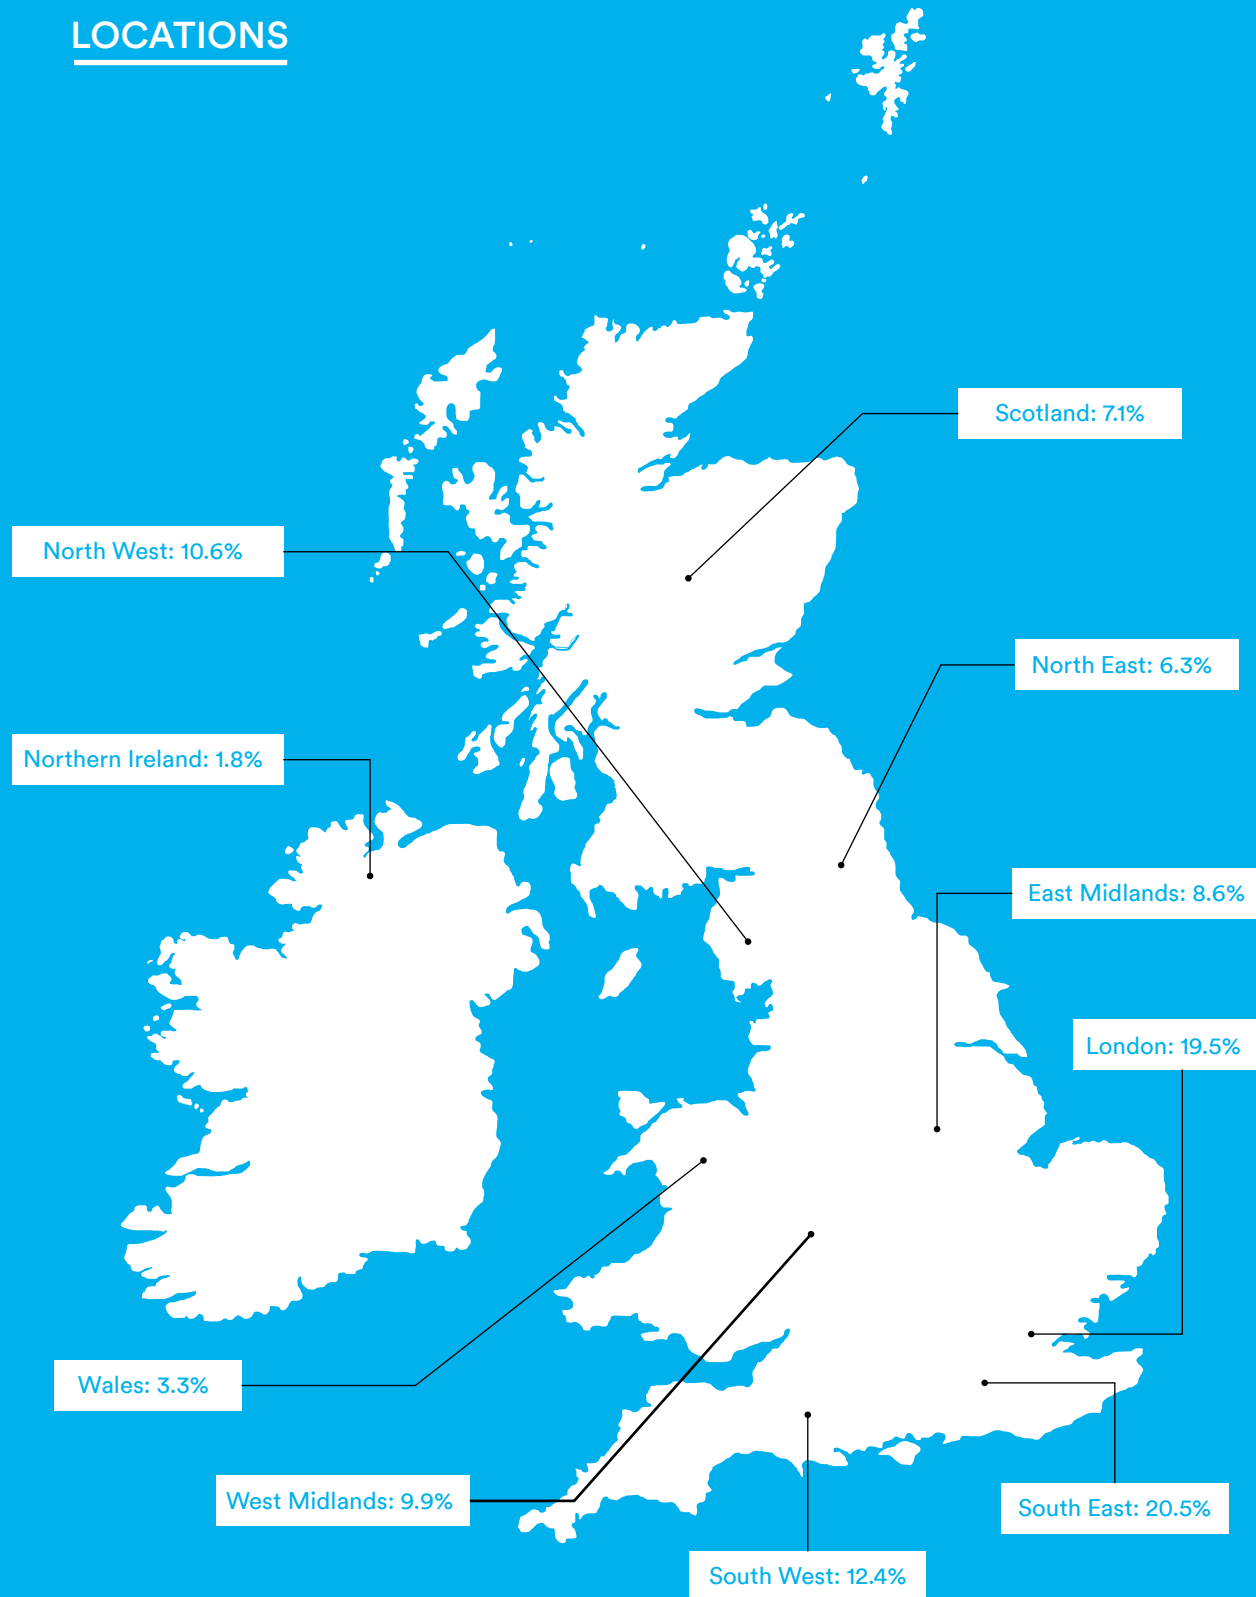 LOCATIONS
Scotland: 7.1%
North West: 10.6%
North East: 6.3%
Northern Ireland: 1.8%
East Midlands: 8.6%
London: 19.5%
Wales: 3.3%
West Midlands: 9.9%
South East: 20.5%
South West: 12.4%